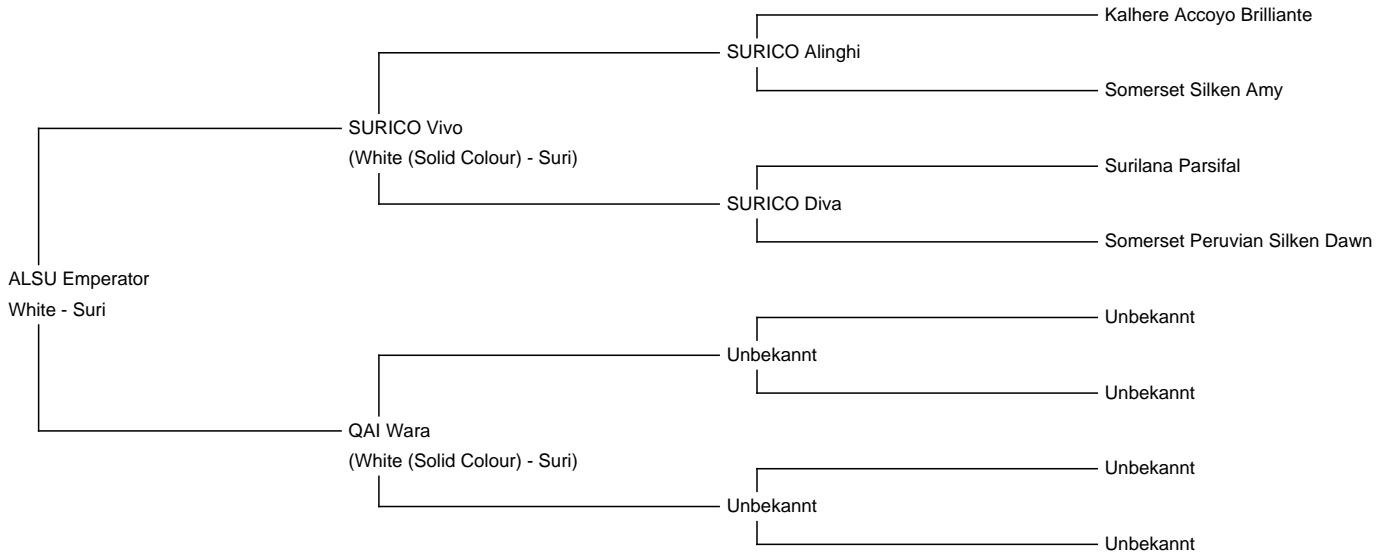 Kalhere Accoyo Brilliante
SURICO Alinghi
Somerset Silken Amy
SURICO Vivo
(White (Solid Colour) - Suri)
Surilana Parsifal
SURICO Diva
Somerset Peruvian Silken Dawn
ALSU Emperator
White - Suri
Unbekannt
Unbekannt
Unbekannt
QAI Wara
(White (Solid Colour) - Suri)
Unbekannt
Unbekannt
Unbekannt